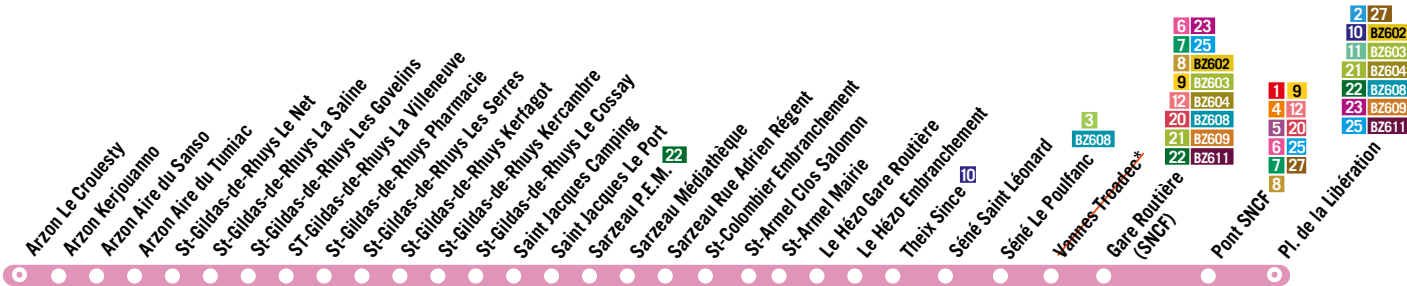 Arzon Le Crouesty
Arzon Kerjouanno
Arzon Aire du Sanso
Arzon Aire du Tumiac
St-Gildas-de-Rhuys Le Net
St-Gildas-de-Rhuys La Saline
St-Gildas-de-Rhuys Les Govelins
ST-Gildas-de-Rhuys La Villeneuve
St-Gildas-de-Rhuys Pharmacie
St-Gildas-de-Rhuys Les Serres
St-Gildas-de-Rhuys Kerfagot
St-Gildas-de-Rhuys Kercambre
St-Gildas-de-Rhuys Le Cossay
Saint Jacques Camping
Saint Jacques Le Port
Sarzeau P.E.M. 22
Sarzeau Médiathèque
Sarzeau Rue Adrien Régent
St-Colombier Embranchement
St-Armel Clos Salomon
St-Armel Mairie
Le Hézo Gare Routière
Le Hézo Embranchement
Theix Since 10
Séné Saint Léonard
Séné Le Poulfanc
3
BZ608
Vannes Troadec*
Gare Routière
(SNCF)
6 23
7 25
8 BZ602
9 BZ603
12 BZ604
20 BZ608
21 BZ609
22 BZ611
Pont SNCF
1 9
4 12
5 20
6 25
7 27
8
Pl. de la Libération
2 27
10 BZ602
11 BZ603
21 BZ604
22 BZ608
23 BZ609
25 BZ611